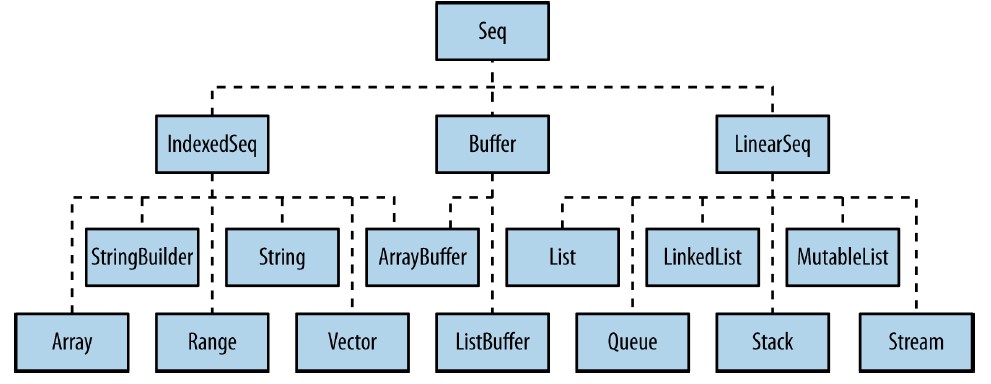 Seq
IndexedSeq
Buffer
LinearSeq
StringBuilder
String
ArrayBuffer
List
LinkedList
MutableList
Array
Range
Vector
ListBuffer
Queue
Stack
Stream